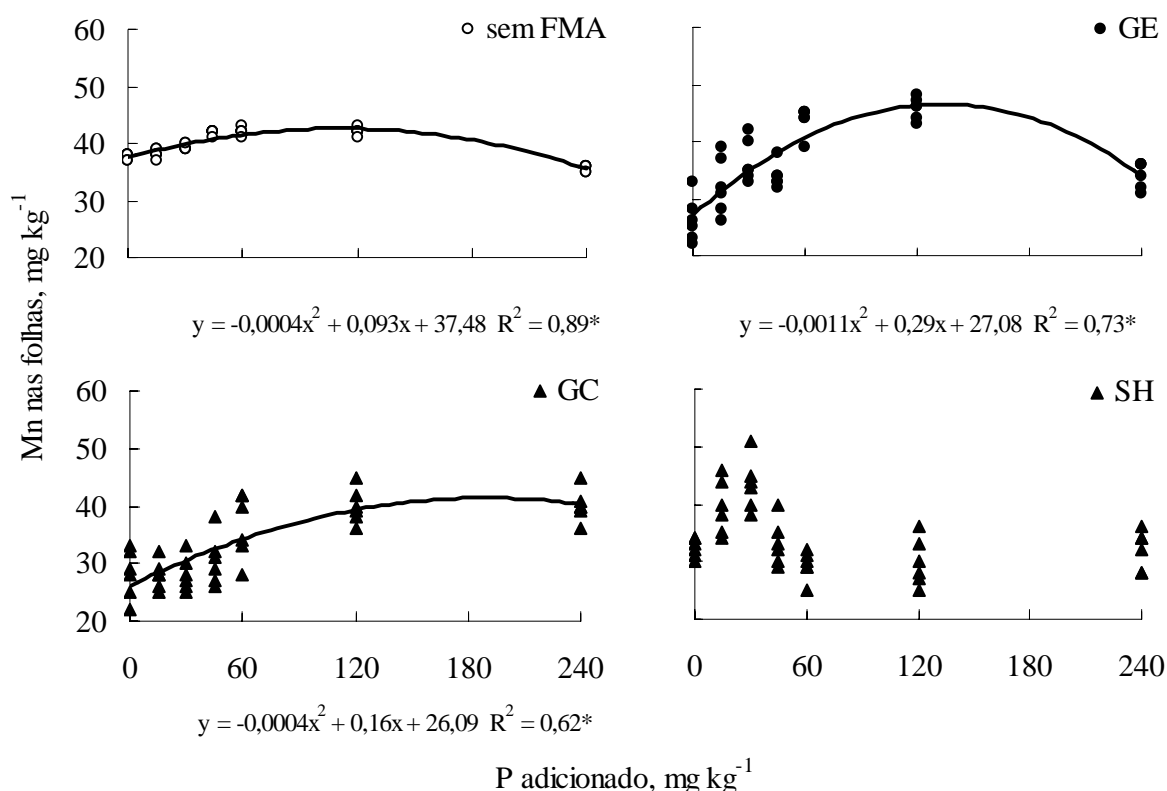 60
50
40
30
20
sem FMA
GE
y = -0,0004x² + 0,093x + 37,48 R² = 0,89*
y = -0,0011x² + 0,29x + 27,08 R² = 0,73*
Mn nas folhas, mg kg⁻¹
60
50
40
30
20
GC
SH
0 60 120 180 240
0 60 120 180 240
y = -0,0004x² + 0,16x + 26,09 R² = 0,62*
P adicionado, mg kg⁻¹